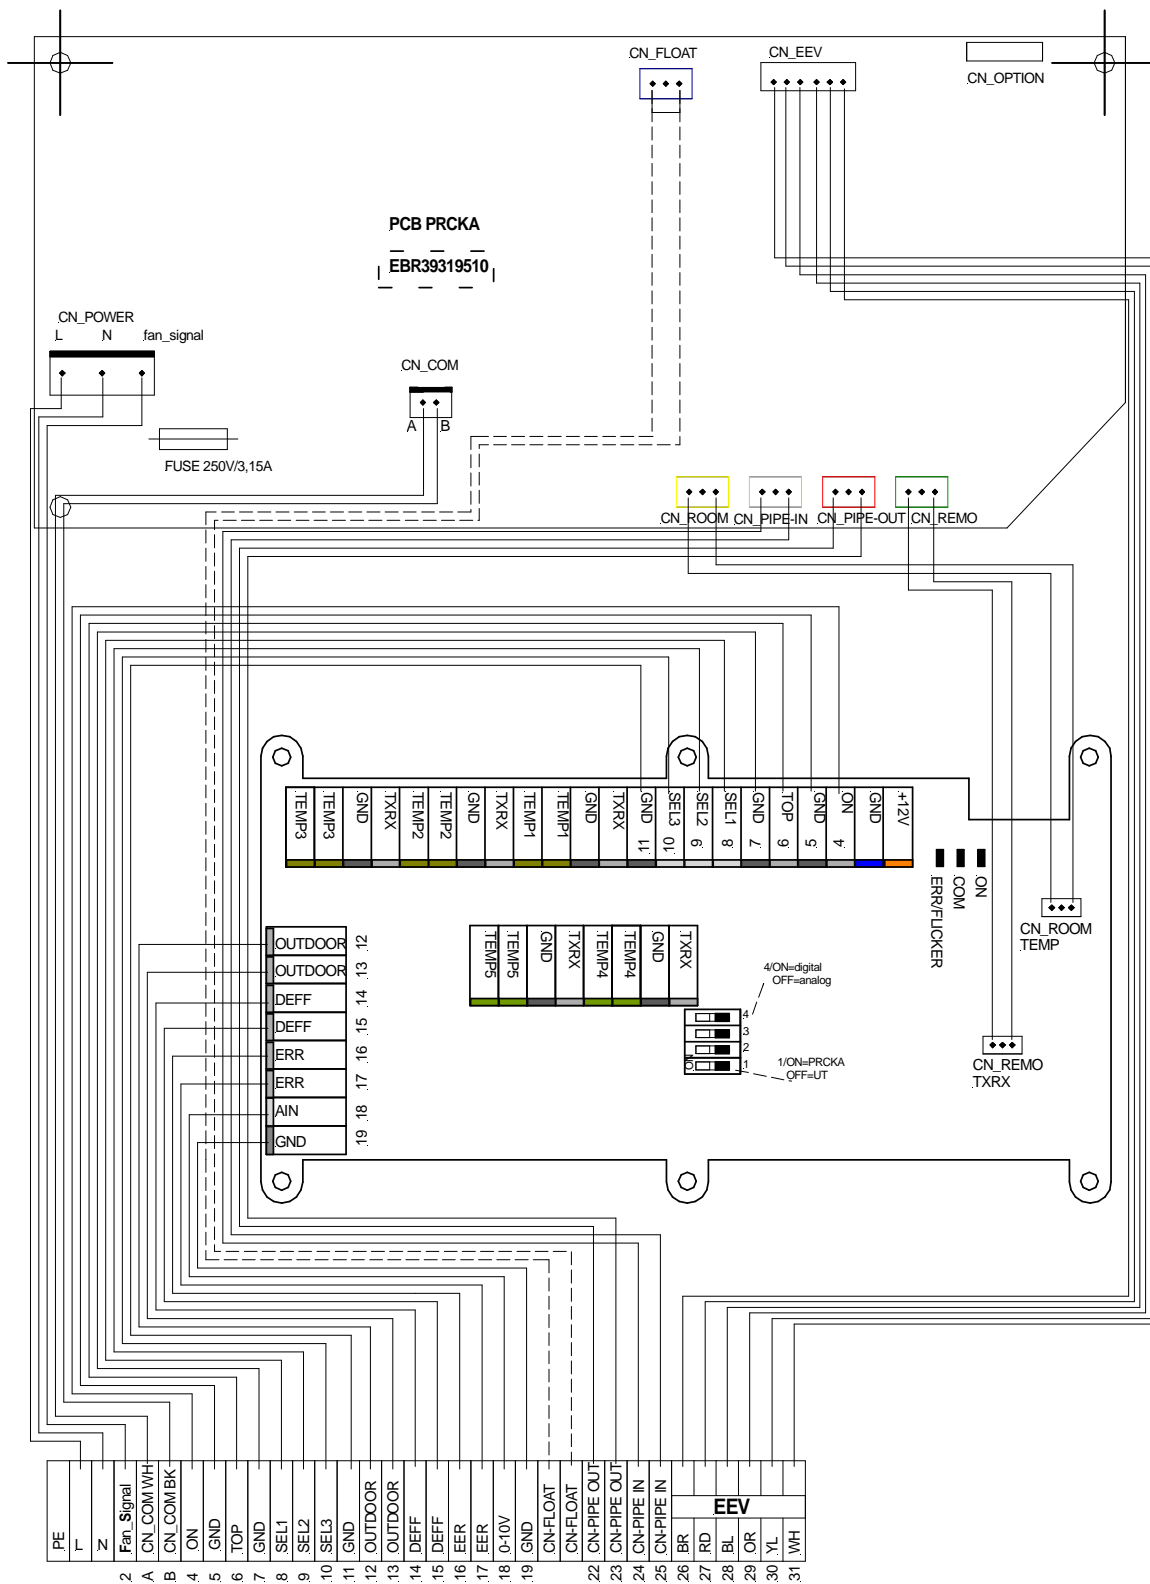 CN_FLOAT
CN_EEV
CN_OPTION
PCB PRCKA
EBR39319510
CN_POWER
L N fan_signal
CN_COM
A B
FUSE 250V/3,15A
CN_ROOM CN_PIPE-IN CN_PIPE-OUT CN_REMO
TEMP3
TEMP3
GND
TXRX
TEMP2
TEMP2
GND
TXRX
TEMP1
TEMP1
GND
TXRX
GND 11
SEL3 10
SEL2 9
SEL1 8
GND 7
TOP 6
GND 5
ON 4
GND
+12V
ERR/FLICKER
COM
ON
CN_ROOM
TEMP
OUTDOOR 12
OUTDOOR 13
DEFF 14
DEFF 15
ERR 16
ERR 17
AIN 18
GND 19
TEMP5
TEMP5
GND
TXRX
TEMP4
TEMP4
GND
TXRX
4/ON=digital
OFF=analog
4
3
2
1
ON
1/ON=PRCKA
OFF=UT
CN_REMO
TXRX
PE
L
N
Fan_Signal 2
CN_COM WH A
CN_COM BK B
ON 4
GND 5
TOP 6
GND 7
SEL1 8
SEL2 9
SEL3 10
GND 11
OUTDOOR 12
OUTDOOR 13
DEFF 14
DEFF 15
EER 16
EER 17
0-10V 18
GND 19
CN-FLOAT
CN-FLOAT
CN-PIPE OUT 22
CN-PIPE OUT 23
CN-PIPE IN 24
CN-PIPE IN 25
EEV
BR 26
RD 27
BL 28
OR 29
YL 30
WH 31